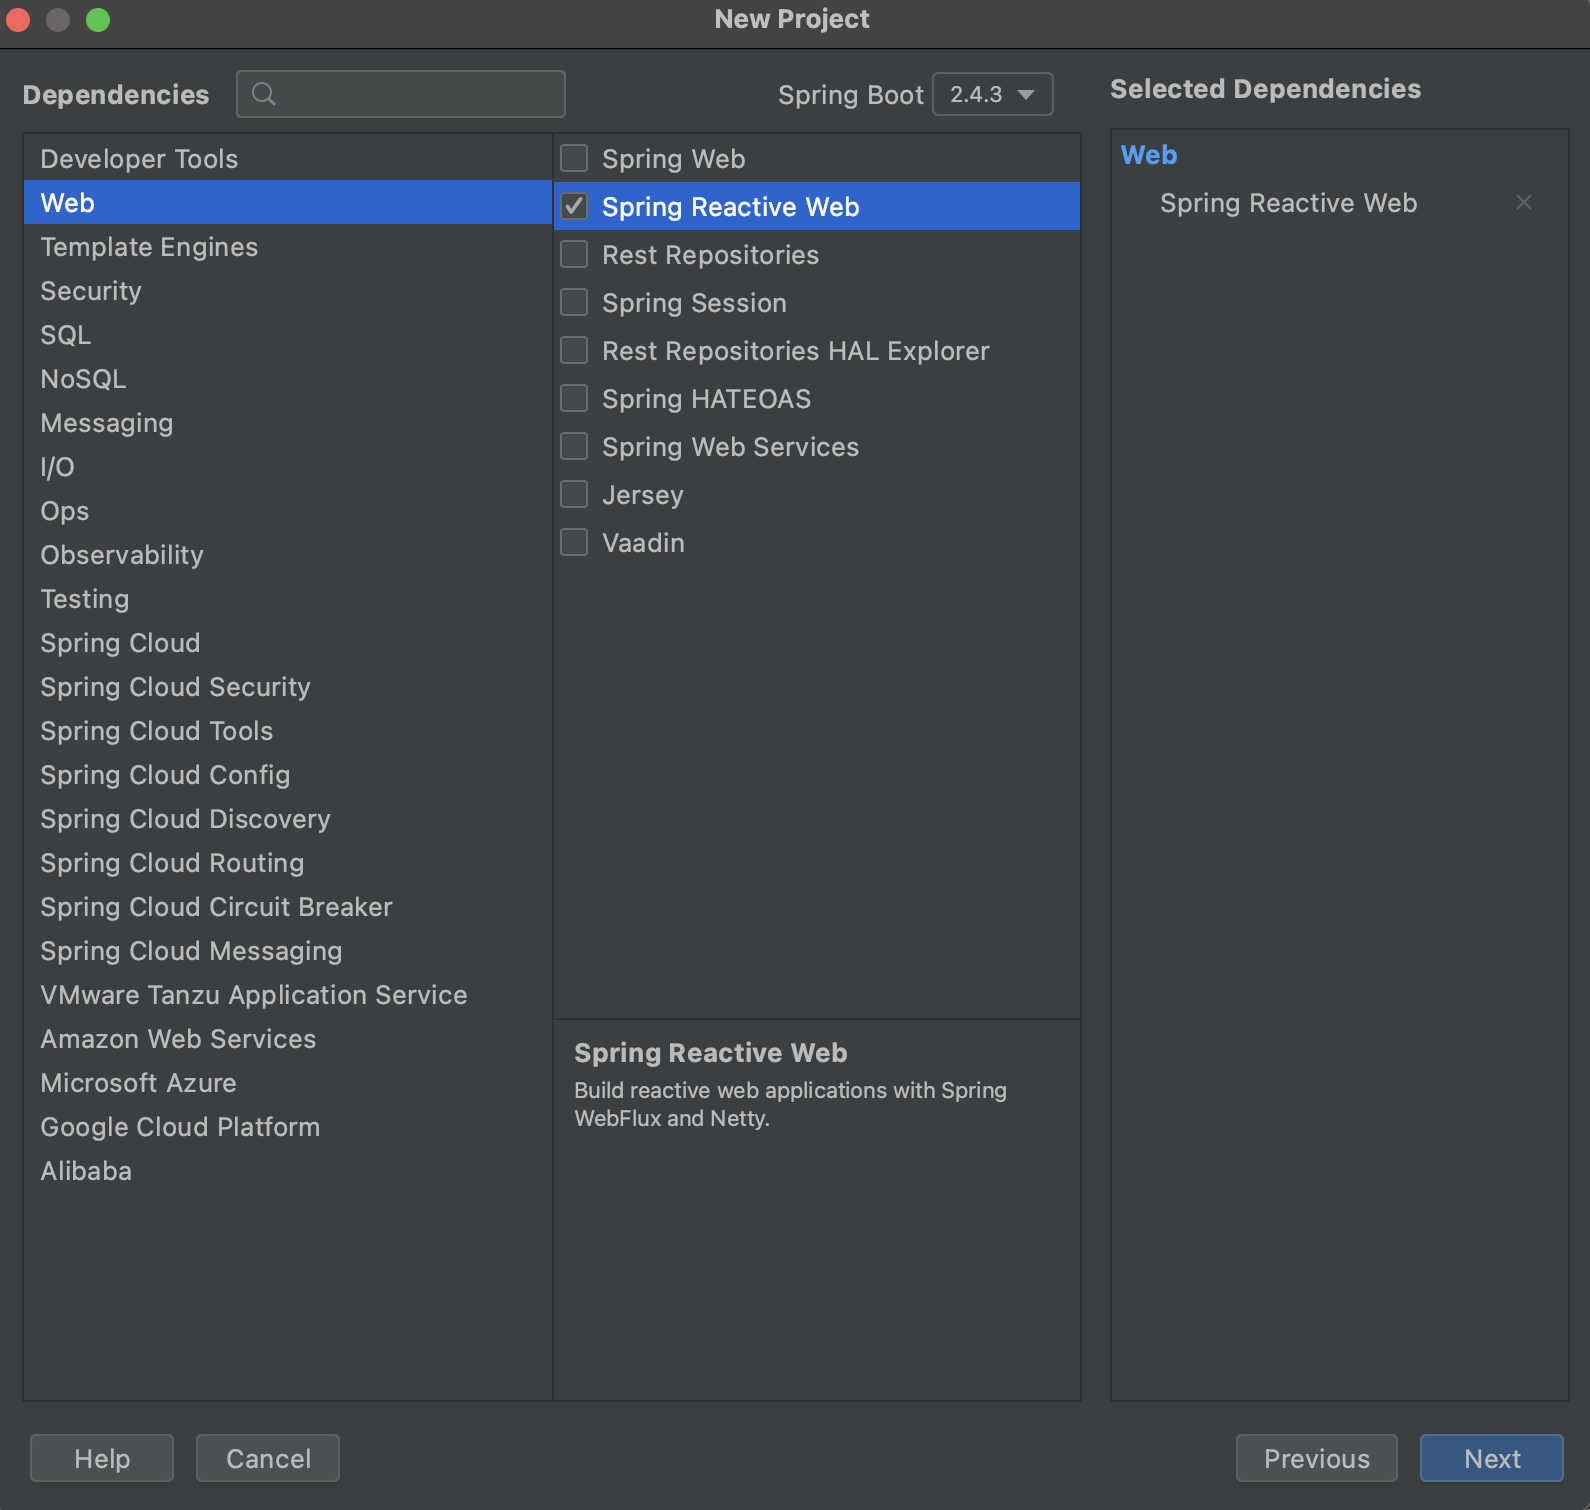 New Project
Dependencies
Spring Boot 2.4.3
Selected Dependencies
Developer Tools
Web
Template Engines
Security
SQL
NoSQL
Messaging
I/O
Ops
Observability
Testing
Spring Cloud
Spring Cloud Security
Spring Cloud Tools
Spring Cloud Config
Spring Cloud Discovery
Spring Cloud Routing
Spring Cloud Circuit Breaker
Spring Cloud Messaging
VMware Tanzu Application Service
Amazon Web Services
Microsoft Azure
Google Cloud Platform
Alibaba
Spring Web
Spring Reactive Web
Rest Repositories
Spring Session
Rest Repositories HAL Explorer
Spring HATEOAS
Spring Web Services
Jersey
Vaadin
Spring Reactive Web
Build reactive web applications with Spring
WebFlux and Netty.
Web
Spring Reactive Web
Help
Cancel
Previous
Next